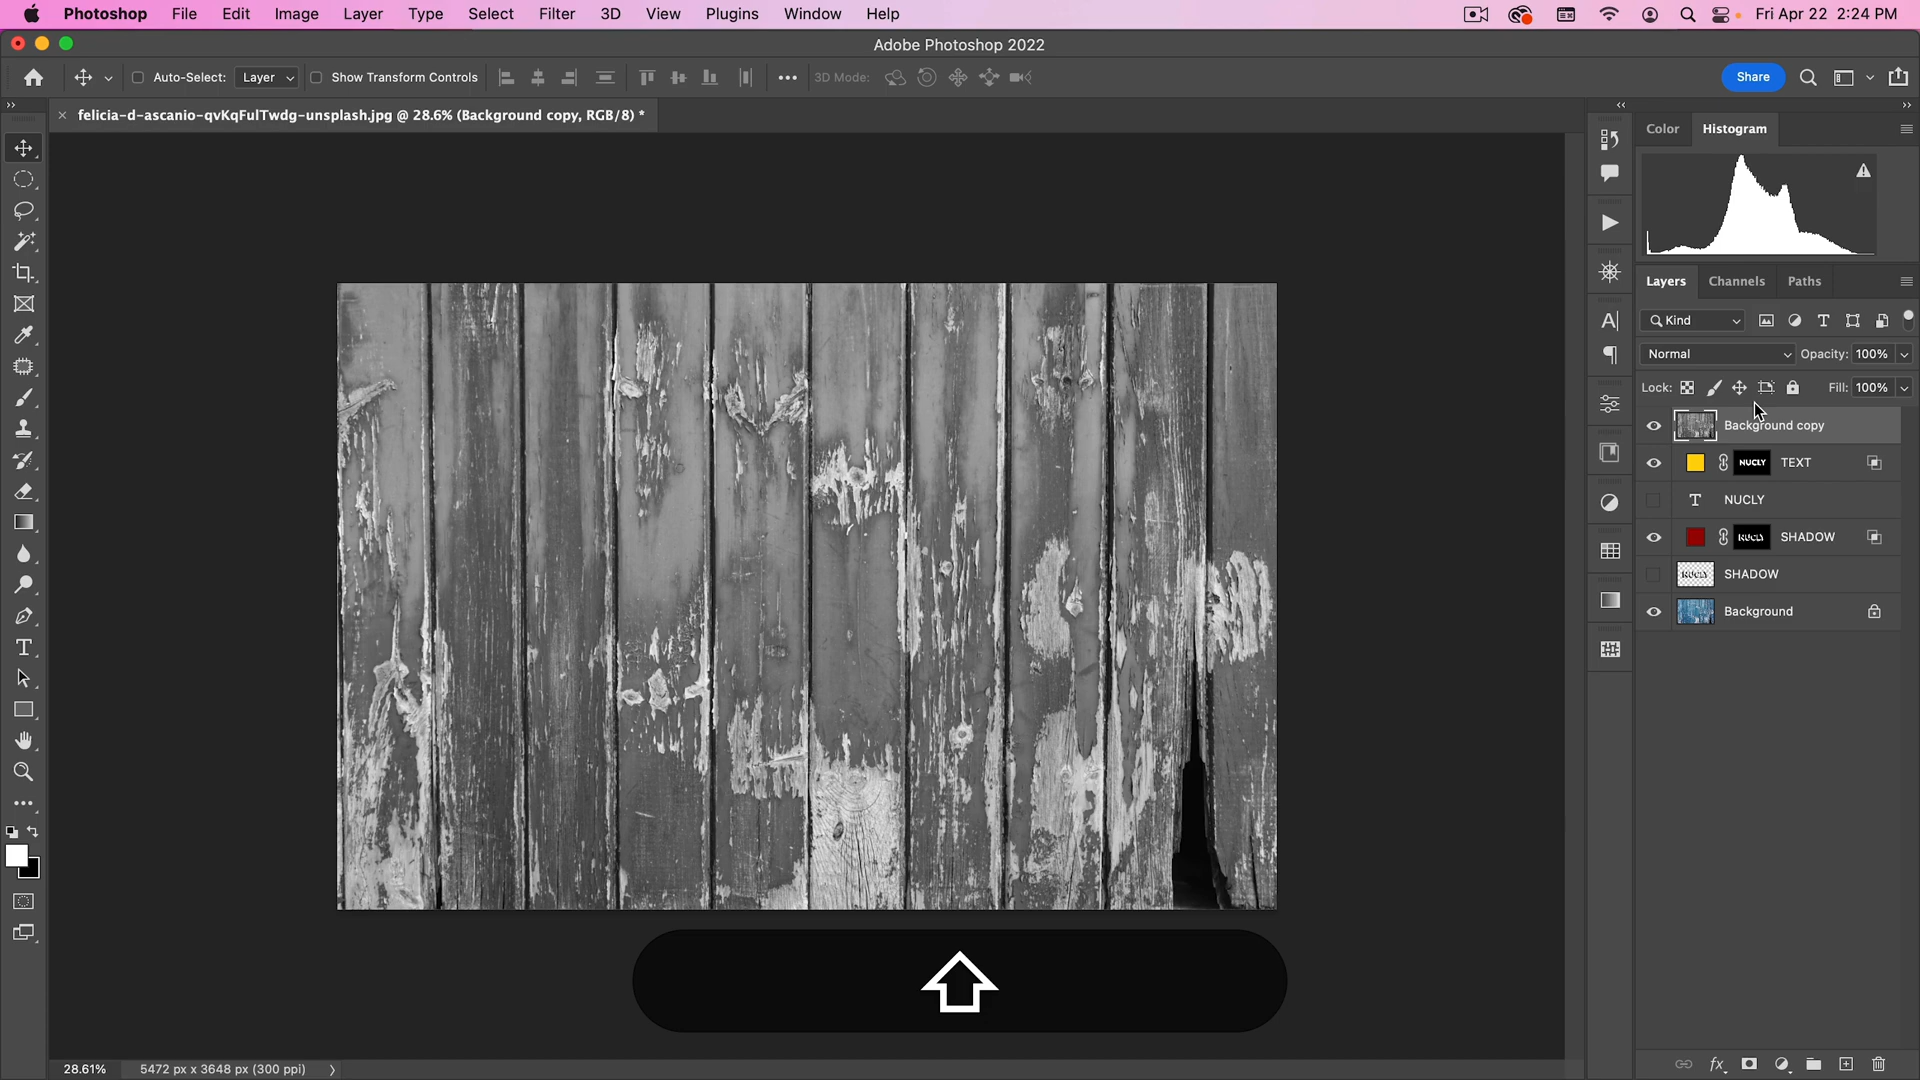 Photoshop File Edit Image Layer Type Select Filter 3D View Plugins Window Help Fri Apr 22 2:24 PM
Adobe Photoshop 2022
Auto-Select: Layer Show Transform Controls 3D Mode: Share
felicia-d-ascanio-qvKqFulTwdg-unsplash.jpg @ 28.6% (Background copy, RGB/8) *
Color Histogram
Layers Channels Paths
Kind
Normal Opacity: 100%
Lock: Fill: 100%
Background copy
NUCLY TEXT
T NUCLY
NUCLY SHADOW
NUCLY SHADOW
Background
28.61% 5472 px x 3648 px (300 ppi)